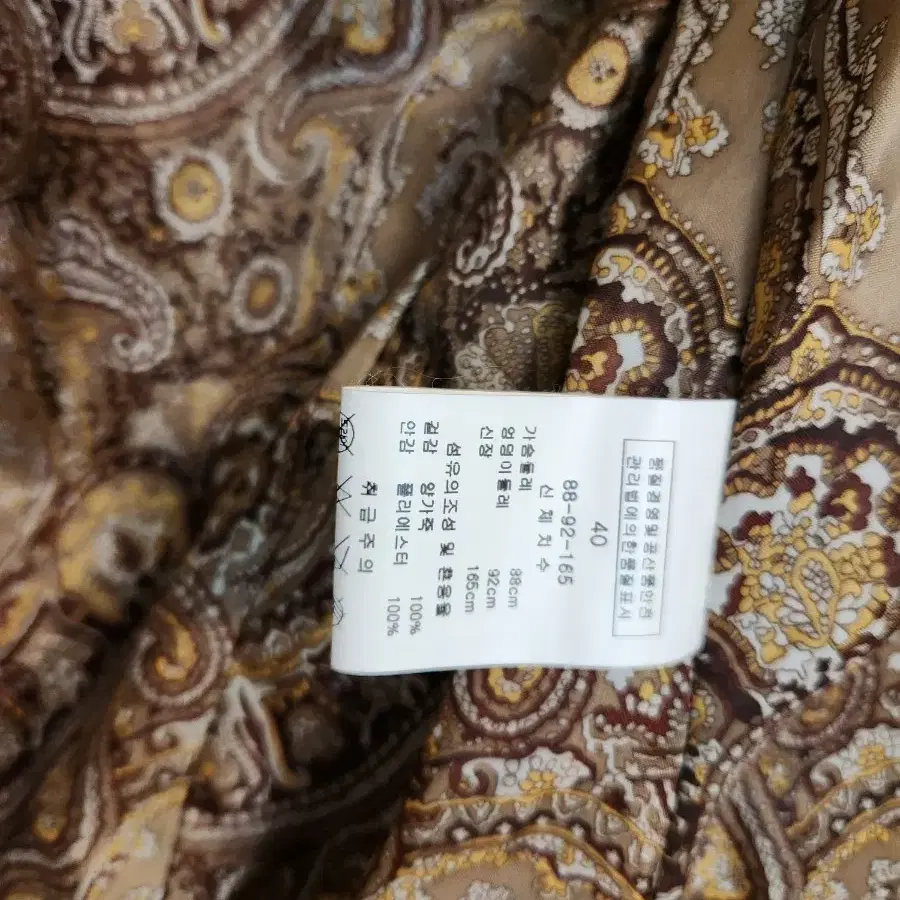 품질경영및공산품안전
관리법에의한품질표시
40
88-92-165
신 체 치 수
가슴둘레 88cm
엉덩이둘레 92cm
신장 165cm
섬유의조성 및 혼용율
겉감 양가죽 100%
안감 폴리에스터 100%
취급주의